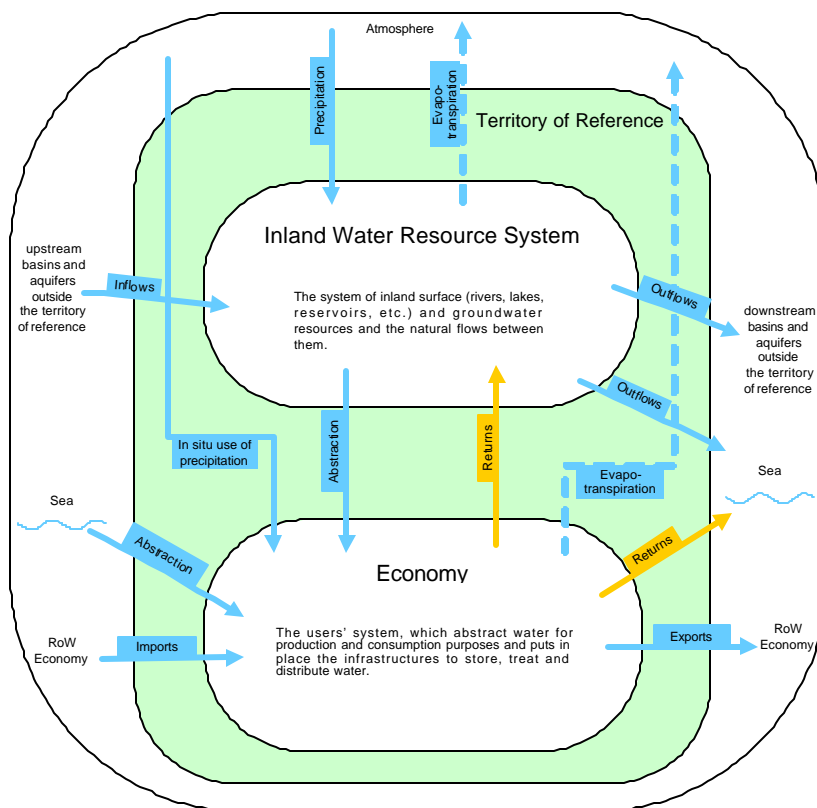 Atmosphere
Precipitation
Evapo-
transpiration
Territory of Reference
Inland Water Resource System
upstream
basins and
aquifers
outside
the territory
of reference
Inflows
The system of inland surface (rivers, lakes,
reservoirs, etc.) and groundwater
resources and the natural flows between
them.
Outflows
downstream
basins and
aquifers
outside
the territory
of reference
Outflows
In situ use of
precipitation
Abstraction
Returns
Evapo-
transpiration
Sea
Sea
Abstraction
Returns
Economy
The users' system, which abstract water for
production and consumption purposes and puts in
place the infrastructures to store, treat and
distribute water.
RoW
Economy
Imports
Exports
RoW
Economy